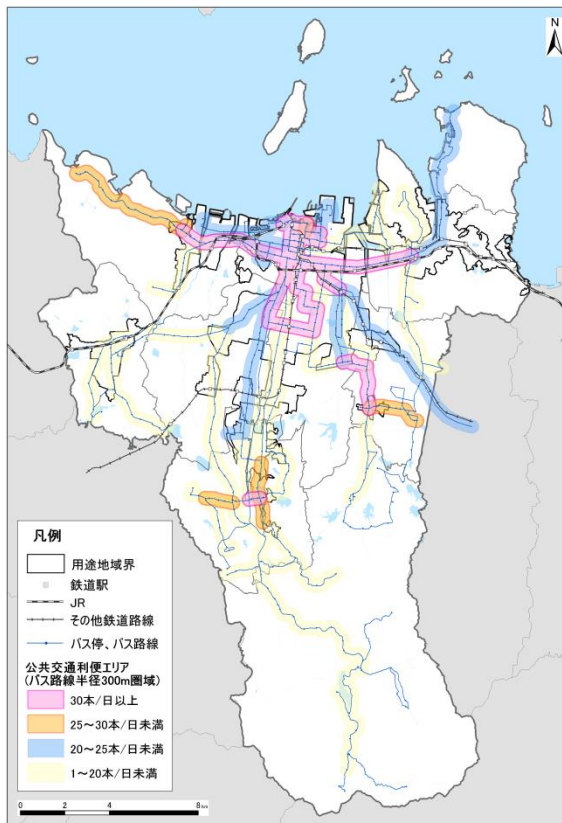 N
凡例
用途地域界
鉄道駅
JR
その他鉄道路線
バス停、バス路線
公共交通利便エリア
(バス路線半径300m圏域)
30本/日以上
25~30本/日未満
20~25本/日未満
1~20本/日未満
0 2 4 8
km